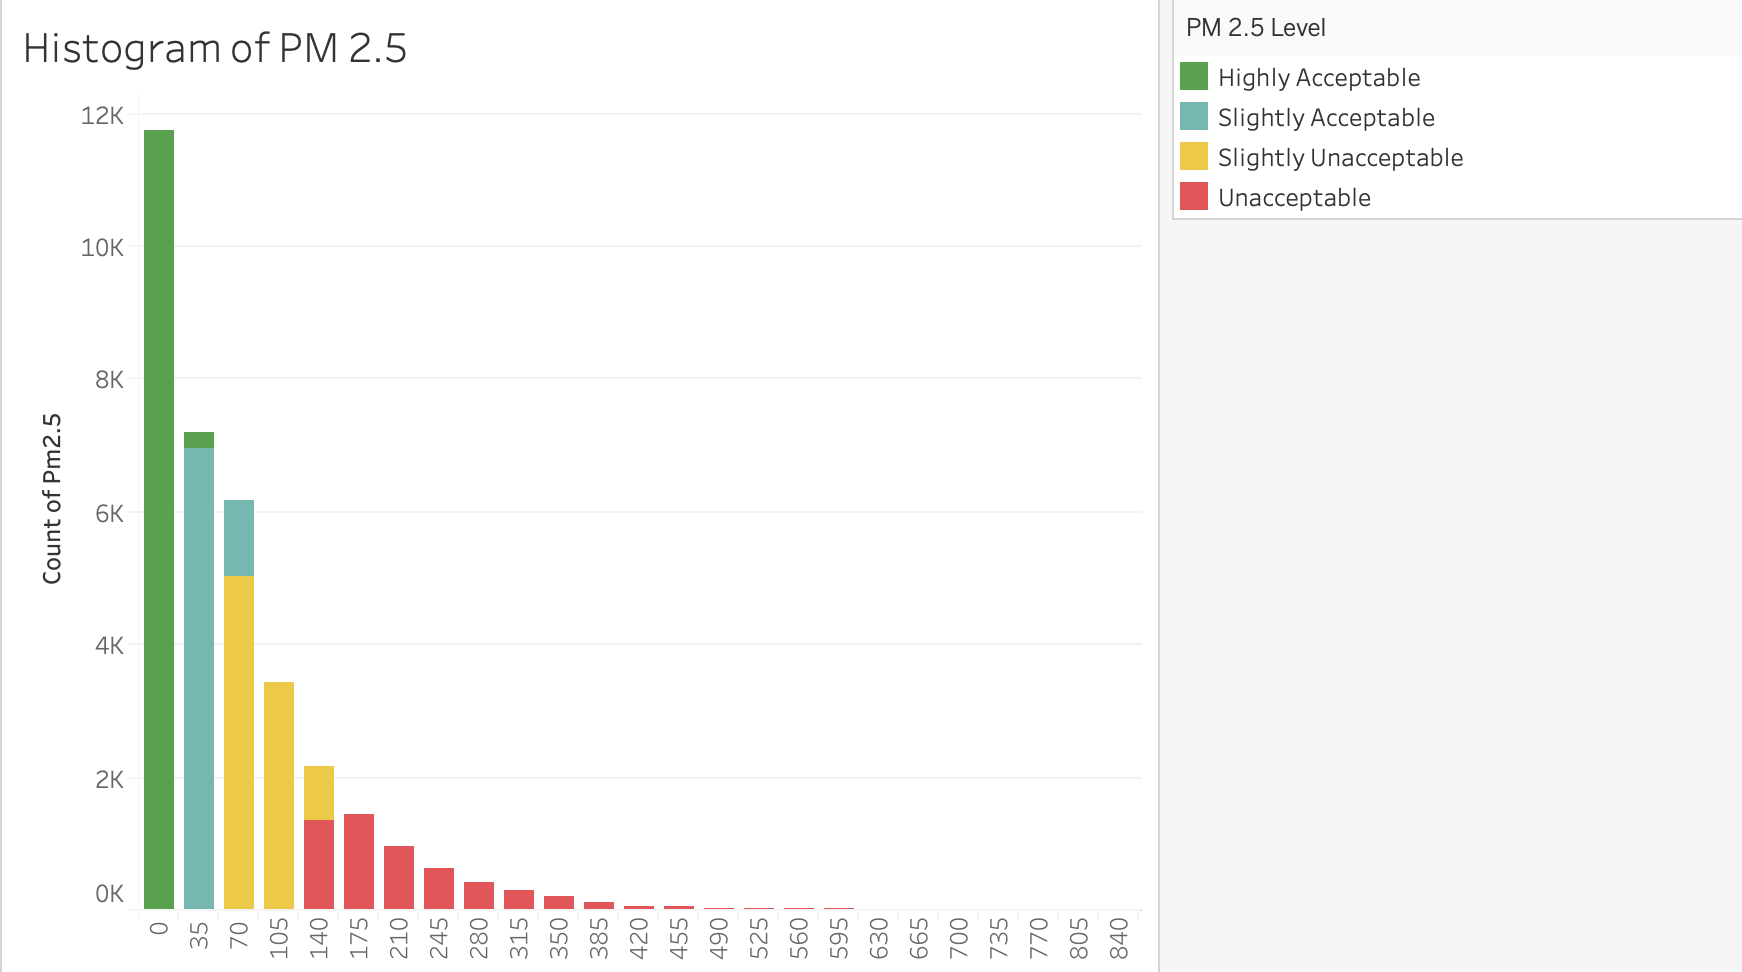 Histogram of PM 2.5
PM 2.5 Level
Highly Acceptable
Slightly Acceptable
Slightly Unacceptable
Unacceptable
Count of Pm2.5
12K
10K
8K
6K
4K
2K
0K
0 35 70 105 140 175 210 245 280 315 350 385 420 455 490 525 560 595 630 665 700 735 770 805 840